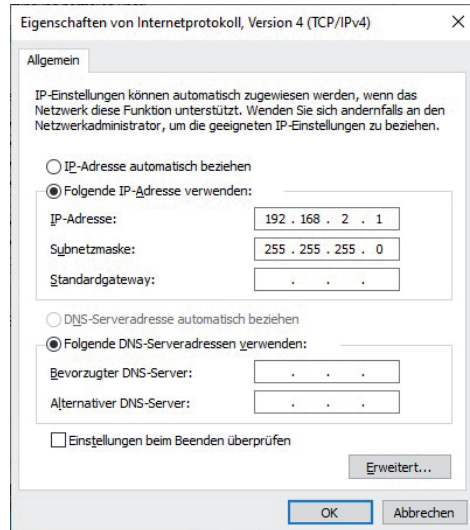 Eigenschaften von Internetprotokoll, Version 4 (TCP/IPv4)
Allgemein
IP-Einstellungen können automatisch zugewiesen werden, wenn das
Netzwerk diese Funktion unterstützt. Wenden Sie sich andernfalls an den
Netzwerkadministrator, um die geeigneten IP-Einstellungen zu beziehen.
IP-Adresse automatisch beziehen
Folgende IP-Adresse verwenden:
IP-Adresse: 192 . 168 . 2 . 1
Subnetzmaske: 255 . 255 . 255 . 0
Standardgateway: . . .
DNS-Serveradresse automatisch beziehen
Folgende DNS-Serveradressen verwenden:
Bevorzugter DNS-Server: . . .
Alternativer DNS-Server: . . .
Einstellungen beim Beenden überprüfen
Erweitert...
OK Abbrechen